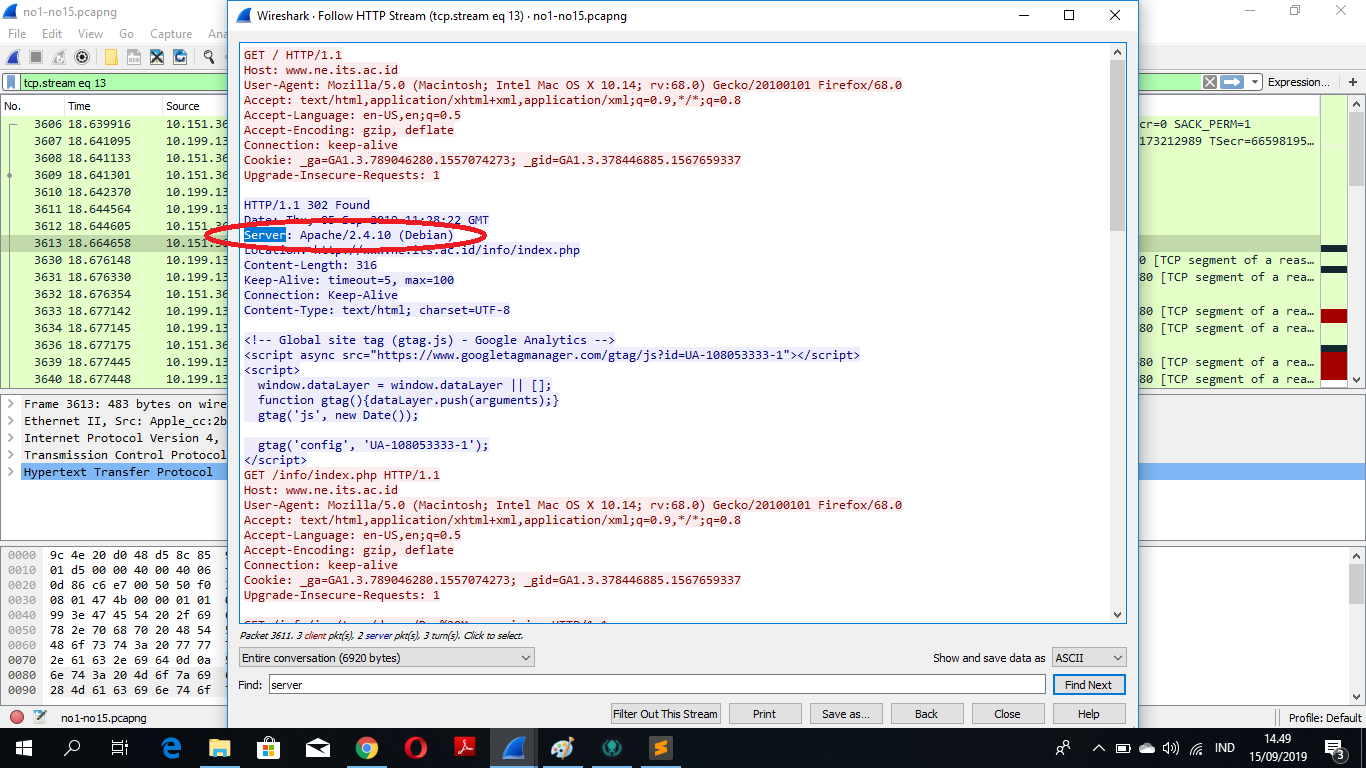 no1-no15.pcapng
File Edit View Go Capture Ana
tcp.stream eq 13
Expression…
+
No. Time Source
3606 18.639916 10.151.36
3607 18.641095 10.199.13
3608 18.641133 10.151.36
3609 18.641301 10.151.36
3610 18.642370 10.199.13
3611 18.644564 10.199.13
3612 18.644605 10.151.36
3613 18.664658 10.151.36
3630 18.676148 10.199.13
3631 18.676330 10.199.13
3632 18.676354 10.151.36
3633 18.677142 10.199.13
3634 18.677145 10.199.13
3636 18.677175 10.151.36
3639 18.677445 10.199.13
3640 18.677448 10.199.13
cr=0 SACK_PERM=1
173212989 TSecr=66598195…
0 [TCP segment of a reas…
80 [TCP segment of a rea…
80 [TCP segment of a rea…
80 [TCP segment of a rea…
80 [TCP segment of a rea…
80 [TCP segment of a rea…
Frame 3613: 483 bytes on wire
Ethernet II, Src: Apple_cc:2b
Internet Protocol Version 4,
Transmission Control Protocol
Hypertext Transfer Protocol
0000 9c 4e 20 d0 48 d5 8c 85
0010 01 d5 00 00 40 00 40 06
0020 0d 86 c6 e7 00 50 50 f0
0030 08 01 47 4b 00 00 01 01
0040 99 3e 47 45 54 20 2f 69
0050 78 2e 70 68 70 20 48 54
0060 48 6f 73 74 3a 20 77 77
0070 2e 61 63 2e 69 64 0d 0a
0080 6e 74 3a 20 4d 6f 7a 69
0090 28 4d 61 63 69 6e 74 6f
no1-no15.pcapng
Profile: Default
Wireshark · Follow HTTP Stream (tcp.stream eq 13) · no1-no15.pcapng
GET / HTTP/1.1
Host: www.ne.its.ac.id
User-Agent: Mozilla/5.0 (Macintosh; Intel Mac OS X 10.14; rv:68.0) Gecko/20100101 Firefox/68.0
Accept: text/html,application/xhtml+xml,application/xml;q=0.9,*/*;q=0.8
Accept-Language: en-US,en;q=0.5
Accept-Encoding: gzip, deflate
Connection: keep-alive
Cookie: _ga=GA1.3.789046280.1557074273; _gid=GA1.3.378446885.1567659337
Upgrade-Insecure-Requests: 1
HTTP/1.1 302 Found
Date: Thu, 05 Sep 2019 11:28:22 GMT
Server: Apache/2.4.10 (Debian)
Location: http://www.ne.its.ac.id/info/index.php
Content-Length: 316
Keep-Alive: timeout=5, max=100
Connection: Keep-Alive
Content-Type: text/html; charset=UTF-8
<!-- Global site tag (gtag.js) - Google Analytics -->
<script async src="https://www.googletagmanager.com/gtag/js?id=UA-108053333-1"></script>
<script>
window.dataLayer = window.dataLayer || [];
function gtag(){dataLayer.push(arguments);}
gtag('js', new Date());
gtag('config', 'UA-108053333-1');
</script>
GET /info/index.php HTTP/1.1
Host: www.ne.its.ac.id
User-Agent: Mozilla/5.0 (Macintosh; Intel Mac OS X 10.14; rv:68.0) Gecko/20100101 Firefox/68.0
Accept: text/html,application/xhtml+xml,application/xml;q=0.9,*/*;q=0.8
Accept-Language: en-US,en;q=0.5
Accept-Encoding: gzip, deflate
Connection: keep-alive
Cookie: _ga=GA1.3.789046280.1557074273; _gid=GA1.3.378446885.1567659337
Upgrade-Insecure-Requests: 1
Packet 3611. 3 client pkt(s), 2 server pkt(s), 3 turn(s). Click to select.
Entire conversation (6920 bytes)
Show and save data as ASCII
Find: server
Find Next
Filter Out This Stream Print Save as… Back Close Help
IND
14.49
15/09/2019
3